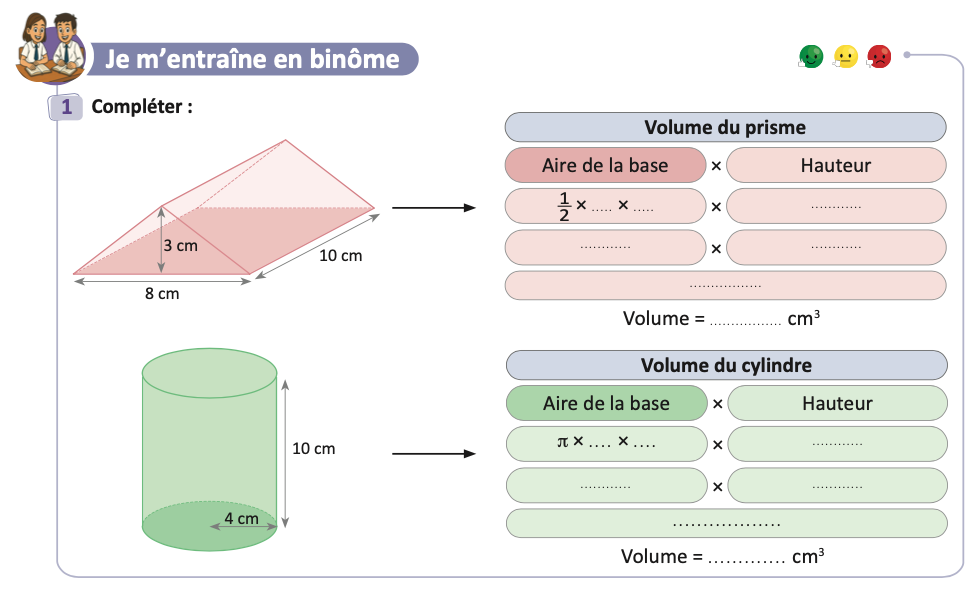 Je m'entraîne en binôme
1 Compléter :
3 cm
10 cm
8 cm
Volume du prisme
Aire de la base × Hauteur
1/2 × ..... × ..... × ............
............ × ............
.................
Volume = ................. cm³
10 cm
4 cm
Volume du cylindre
Aire de la base × Hauteur
π × .... × .... × ............
............ × ............
..................
Volume = ............. cm³